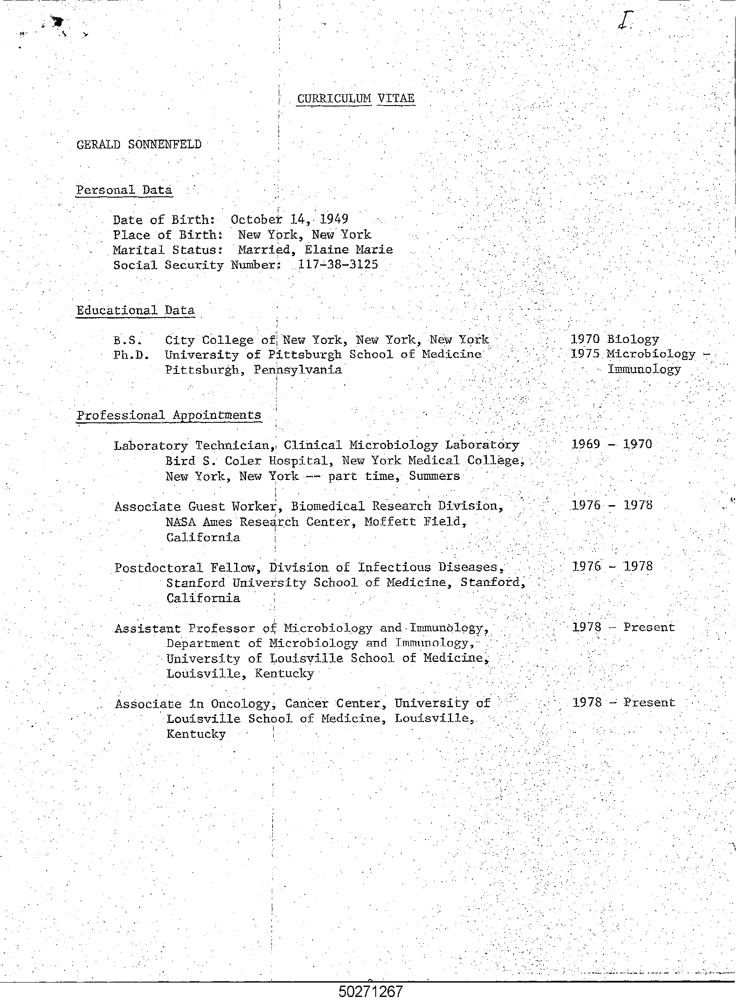 I
CURRICULUM VITAE
GERALD SONNENFELD
Personal Data
Date of Birth: October 14, 1949
Place of Birth: New York, New York
Marital Status: Married, Elaine Marie
Social Security Number: 117-38-3125
Educational Data
B.S. City College of New York, New York, New York 1970 Biology
Ph.D. University of Pittsburgh School of Medicine 1975 Microbiology -
Pittsburgh, Pennsylvania Immunology
Professional Appointments
Laboratory Technician, Clinical Microbiology Laboratory 1969 - 1970
Bird S. Coler Hospital, New York Medical College,
New York, New York -- part time, Summers
Associate Guest Worker, Biomedical Research Division, 1976 - 1978
NASA Ames Research Center, Moffett Field,
California
Postdoctoral Fellow, Division of Infectious Diseases, 1976 - 1978
Stanford University School of Medicine, Stanford,
California
Assistant Professor of Microbiology and Immunology, 1978 - Present
Department of Microbiology and Immunology,
University of Louisville School of Medicine,
Louisville, Kentucky
Associate in Oncology, Cancer Center, University of 1978 - Present
Louisville School of Medicine, Louisville,
Kentucky
50271267